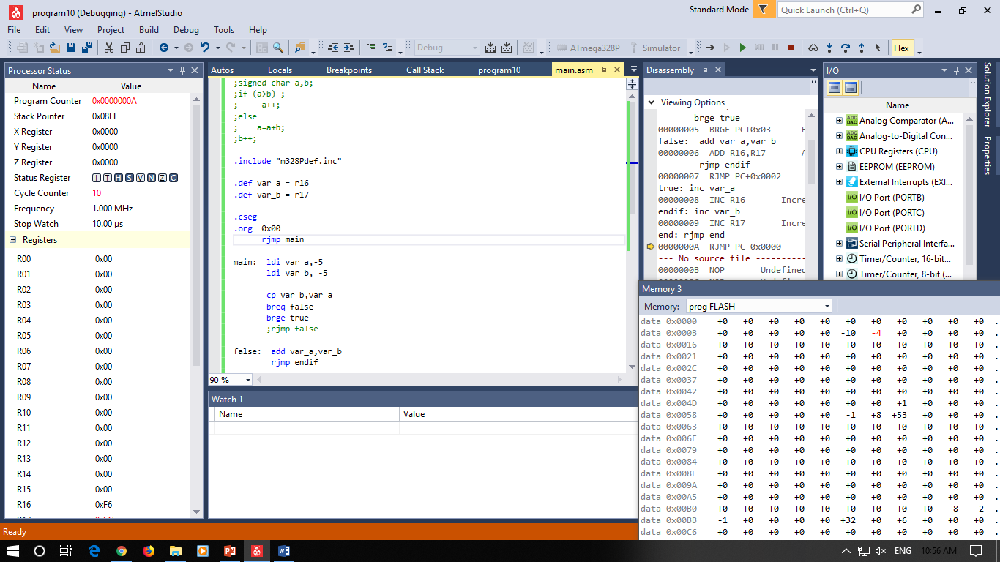 program10 (Debugging) - AtmelStudio
Standard Mode
Quick Launch (Ctrl+Q)
File Edit View Project Build Debug Tools Help
Debug
ATmega328P
Simulator
Hex
Processor Status
Name Value
Program Counter 0x0000000A
Stack Pointer 0x08FF
X Register 0x0000
Y Register 0x0000
Z Register 0x0000
Status Register I T H S V N Z C
Cycle Counter 10
Frequency 1.000 MHz
Stop Watch 10.00 µs
Registers
R00 0x00
R01 0x00
R02 0x00
R03 0x00
R04 0x00
R05 0x00
R06 0x00
R07 0x00
R08 0x00
R09 0x00
R10 0x00
R11 0x00
R12 0x00
R13 0x00
R14 0x00
R15 0x00
R16 0xF6
Autos Locals Breakpoints Call Stack program10 main.asm
;signed char a,b;
;if (a>b) ;
;     a++;
;else
;    a=a+b;
;b++;
.include "m328Pdef.inc"
.def var_a = r16
.def var_b = r17
.cseg
.org  0x00
rjmp main
main:  ldi var_a,-5
ldi var_b, -5
cp var_b,var_a
breq false
brge true
;rjmp false
false:  add var_a,var_b
rjmp endif
90 %
Watch 1
Name Value
Disassembly
Viewing Options
brge true
00000005  BRGE PC+0x03      B
false:  add var_a,var_b
00000006  ADD R16,R17       A
rjmp endif
00000007  RJMP PC+0x0002
true: inc var_a
00000008  INC R16       Incre
endif: inc var_b
00000009  INC R17       Incre
end: rjmp end
0000000A  RJMP PC-0x0000
--- No source file ----------
0000000B  NOP       Undefined
I/O
Name
Analog Comparator (A...
Analog-to-Digital Con...
CPU Registers (CPU)
EEPROM (EEPROM)
External Interrupts (EXI...
I/O Port (PORTB)
I/O Port (PORTC)
I/O Port (PORTD)
Serial Peripheral Interfa...
Timer/Counter, 16-bit...
Timer/Counter, 8-bit (...
Solution Explorer
Properties
Memory 3
Memory: prog FLASH
data 0x0000 +0 +0 +0 +0 +0 +0 +0 +0 +0 +0 +0 .
data 0x000B +0 +0 +0 +0 +0 -10 -4 +0 +0 +0 +0 .
data 0x0016 +0 +0 +0 +0 +0 +0 +0 +0 +0 +0 +0 .
data 0x0021 +0 +0 +0 +0 +0 +0 +0 +0 +0 +0 +0 .
data 0x002C +0 +0 +0 +0 +0 +0 +0 +0 +0 +0 +0 .
data 0x0037 +0 +0 +0 +0 +0 +0 +0 +0 +0 +0 +0 .
data 0x0042 +0 +0 +0 +0 +0 +0 +0 +0 +0 +0 +0 .
data 0x004D +0 +0 +0 +0 +0 +0 +0 +1 +0 +0 +0 .
data 0x0058 +0 +0 +0 +0 +0 -1 +8 +53 +0 +0 +0 .
data 0x0063 +0 +0 +0 +0 +0 +0 +0 +0 +0 +0 +0 .
data 0x006E +0 +0 +0 +0 +0 +0 +0 +0 +0 +0 +0 .
data 0x0079 +0 +0 +0 +0 +0 +0 +0 +0 +0 +0 +0 .
data 0x0084 +0 +0 +0 +0 +0 +0 +0 +0 +0 +0 +0 .
data 0x008F +0 +0 +0 +0 +0 +0 +0 +0 +0 +0 +0 .
data 0x009A +0 +0 +0 +0 +0 +0 +0 +0 +0 +0 +0 .
data 0x00A5 +0 +0 +0 +0 +0 +0 +0 +0 +0 +0 +0 .
data 0x00B0 +0 +0 +0 +0 +0 +0 +0 +0 +0 -8 -2 .
data 0x00BB -1 +0 +0 +0 +32 +0 +6 +0 +0 +0 +0 .
data 0x00C6 +0 +0 +0 +0 +0 +0 +0 +0 +0 +0 +0 .
Ready
ENG
10:56 AM